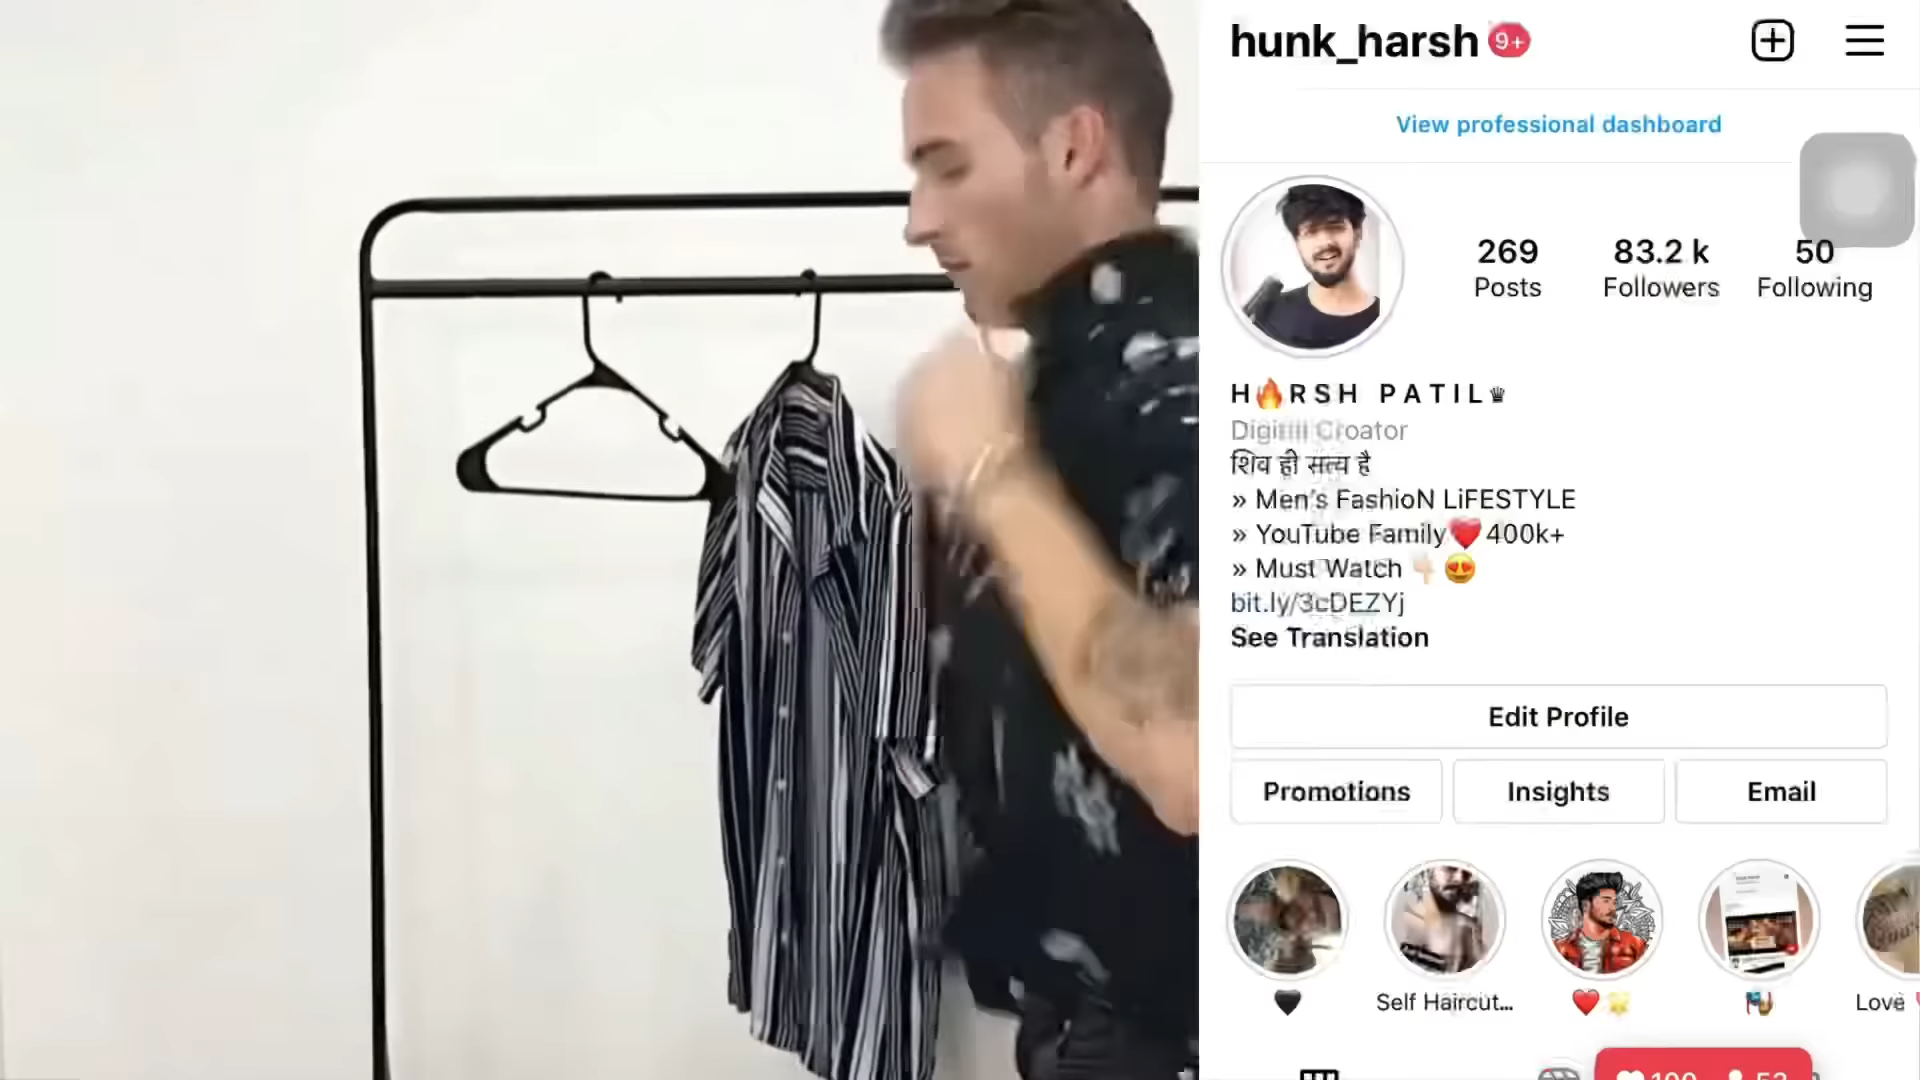 hunk_harsh 9+
View professional dashboard
269 83.2 k 50
Posts Followers Following
H🔥RSH PATIL♛
शिव ही सत्य है
» Men's FashioN LiFESTYLE
» YouTube Family❤️400k+
» Must Watch 👇🏻😍
bit.ly/3cDEZYj
See Translation
Edit Profile
Promotions Insights Email
Self Haircut... Love